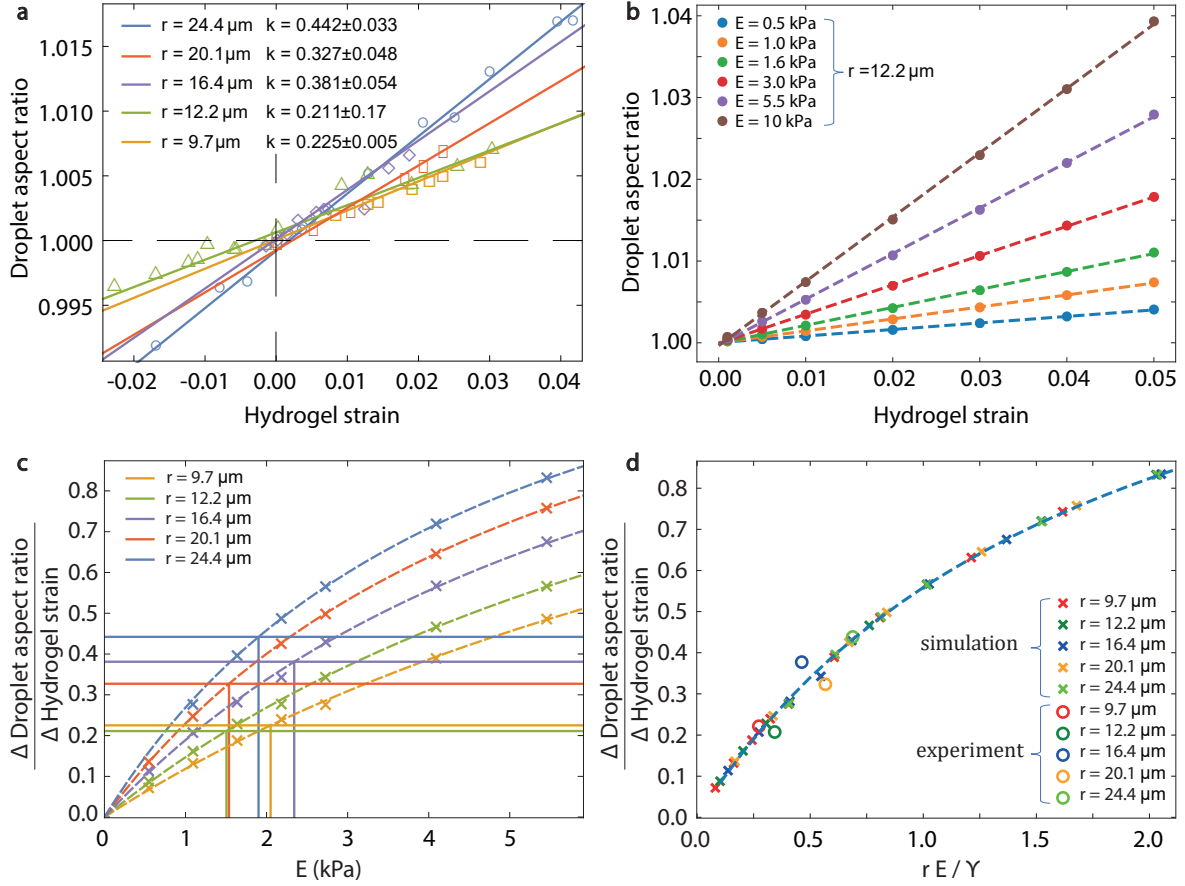 a
r = 24.4 µm k = 0.442±0.033
r = 20.1µm k = 0.327±0.048
r = 16.4 µm k = 0.381±0.054
r =12.2 µm k = 0.211±0.17
r = 9.7µm k = 0.225±0.005
1.015
1.010
1.005
1.000
0.995
Droplet aspect ratio
-0.02 -0.01 0.00 0.01 0.02 0.03 0.04
Hydrogel strain
b
E = 0.5 kPa
E = 1.0 kPa
E = 1.6 kPa
E = 3.0 kPa
E = 5.5 kPa
E = 10 kPa
r =12.2 µm
1.04
1.03
1.02
1.01
1.00
Droplet aspect ratio
0.00 0.01 0.02 0.03 0.04 0.05
Hydrogel strain
c
r = 9.7 µm
r = 12.2 µm
r = 16.4 µm
r = 20.1 µm
r = 24.4 µm
0.8
0.7
0.6
0.5
0.4
0.3
0.2
0.1
0.0
Δ Droplet aspect ratio
Δ Hydrogel strain
0 1 2 3 4 5
E (kPa)
d
r = 9.7 µm
r = 12.2 µm
r = 16.4 µm
r = 20.1 µm
r = 24.4 µm
simulation
r = 9.7 µm
r = 12.2 µm
r = 16.4 µm
r = 20.1 µm
r = 24.4 µm
experiment
0.8
0.7
0.6
0.5
0.4
0.3
0.2
0.1
0.0
Δ Droplet aspect ratio
Δ Hydrogel strain
0.0 0.5 0.75 1.0 1.25 1.5 1.75 2.0
r E / ϒ